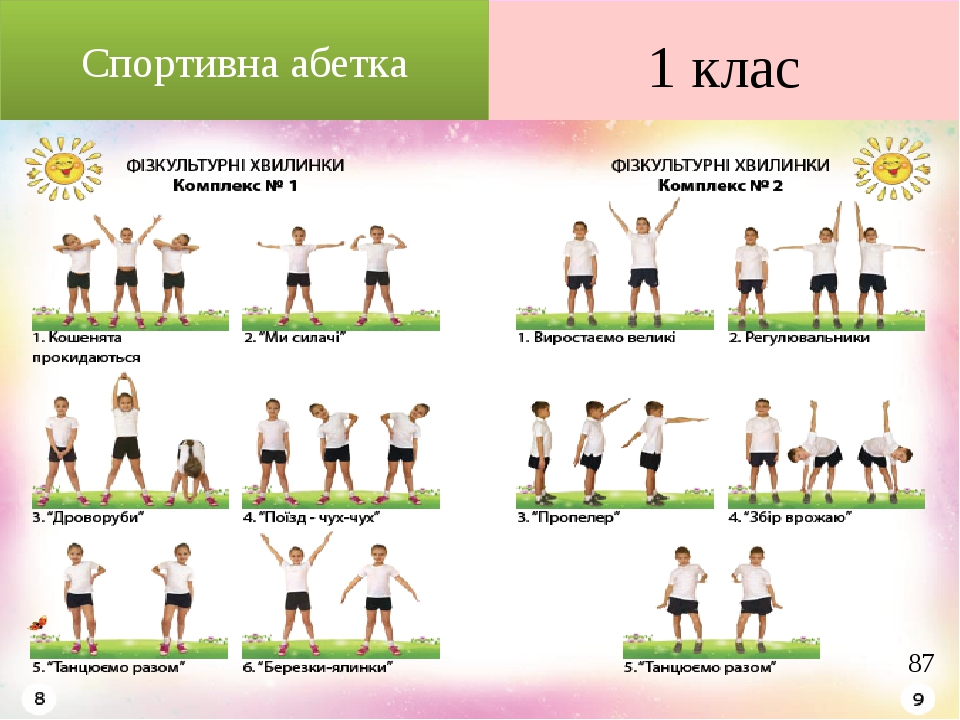 Спортивна абетка
1 клас
ФІЗКУЛЬТУРНІ ХВИЛИНКИ
Комплекс № 1
1. Кошенята
прокидаються
2. “Ми силачі”
3. “Дроворуби”
4. “Поїзд - чух-чух”
5. “Танцюємо разом”
6. “Березки-ялинки”
8
ФІЗКУЛЬТУРНІ ХВИЛИНКИ
Комплекс № 2
1. Виростаємо великі
2. Регулювальники
3. “Пропелер”
4. “Збір врожаю”
5. “Танцюємо разом”
87
9